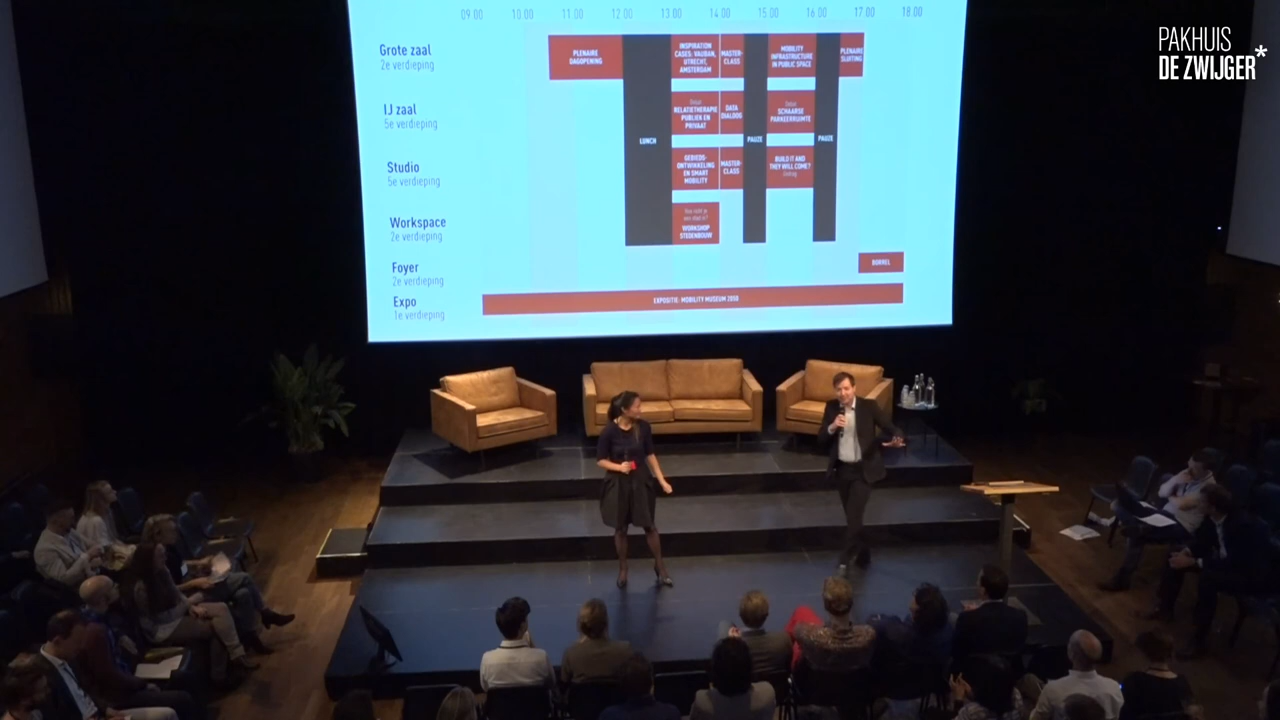 PAKHUIS
DE ZWIJGER*
09.00 10.00 11.00 12.00 13.00 14.00 15.00 16.00 17.00 18.00
Grote zaal
2e verdieping
PLENAIRE
DAGOPENING
INSPIRATION
CASES: VAUBAN,
UTRECHT,
AMSTERDAM
MASTER-
CLASS
MOBILITY
INFRASTRUCTURE
IN PUBLIC SPACE
PLENAIRE
SLUITING
IJ zaal
5e verdieping
RELATIETHERAPIE
PUBLIEK EN
PRIVAAT
DATA
DIALOOG
SCHAARSE
PARKEERRUIMTE
LUNCH
PAUZE
PAUZE
Studio
5e verdieping
GEBIEDS-
ONTWIKKELING
EN SMART
MOBILITY
MASTER-
CLASS
BUILD IT AND
THEY WILL COME?
Workspace
2e verdieping
WORKSHOP
STEDENBOUW
Foyer
2e verdieping
BORREL
Expo
1e verdieping
EXPOSITIE: MOBILITY MUSEUM 2050